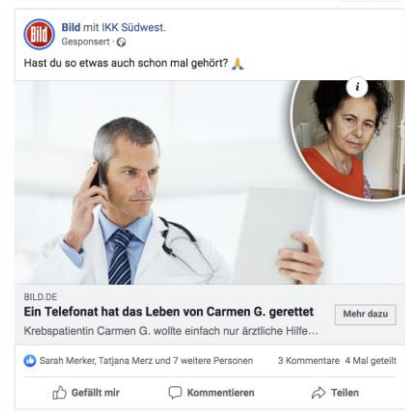 Bild
Bild mit IKK Südwest.
Gesponsert ·
Hast du so etwas auch schon mal gehört? 🙏
i
BILD.DE
Ein Telefonat hat das Leben von Carmen G. gerettet
Mehr dazu
Krebspatientin Carmen G. wollte einfach nur ärztliche Hilfe...
Sarah Merker, Tatjana Merz und 7 weitere Personen 3 Kommentare 4 Mal geteilt
Gefällt mir Kommentieren Teilen